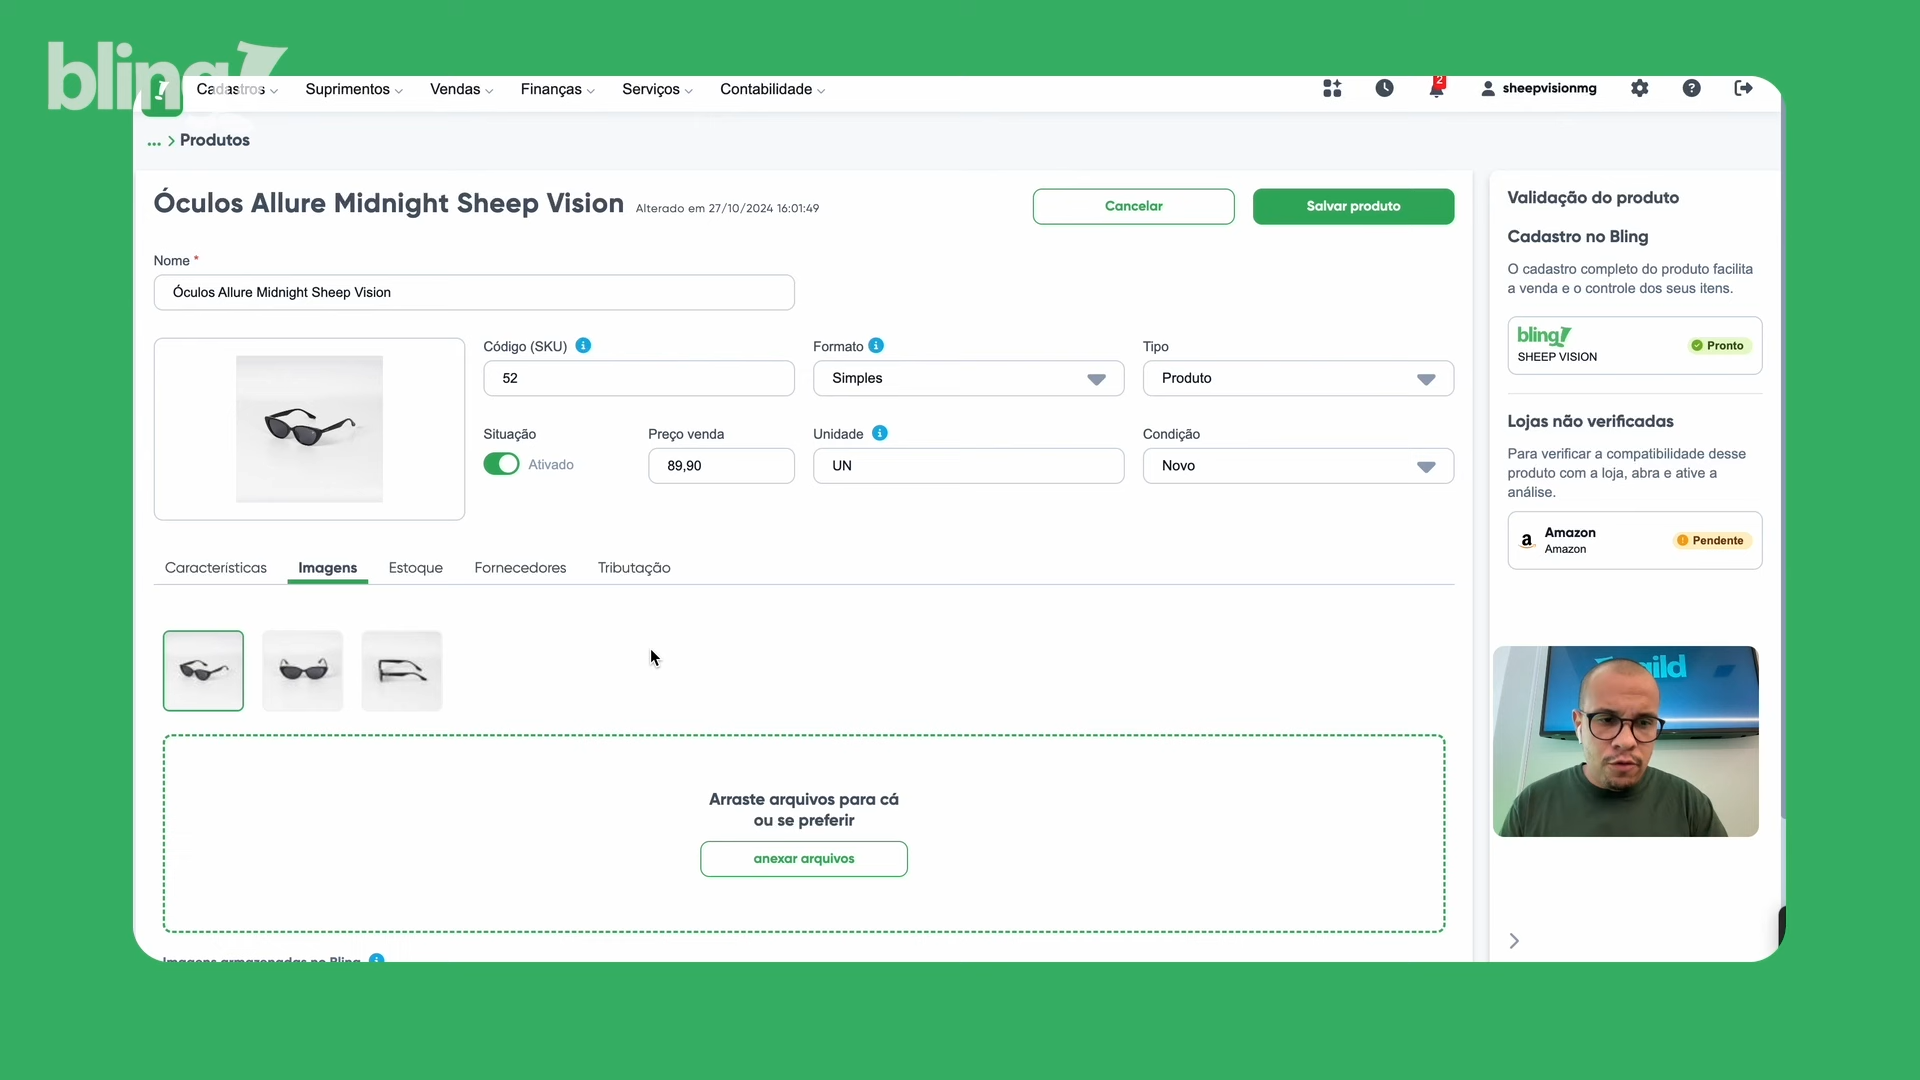 bling!
Cadastros
Suprimentos
Vendas
Finanças
Serviços
Contabilidade
2
sheepvisionmg
?
... > Produtos
Óculos Allure Midnight Sheep Vision
Alterado em 27/10/2024 16:01:49
Cancelar
Salvar produto
Nome *
Óculos Allure Midnight Sheep Vision
Código (SKU)
52
Formato
Simples
Tipo
Produto
Situação
Ativado
Preço venda
89,90
Unidade
UN
Condição
Novo
Características
Imagens
Estoque
Fornecedores
Tributação
Arraste arquivos para cá
ou se preferir
anexar arquivos
Imagens armazenadas no Bling
Validação do produto
Cadastro no Bling
O cadastro completo do produto facilita
a venda e o controle dos seus itens.
bling!
SHEEP VISION
Pronto
Lojas não verificadas
Para verificar a compatibilidade desse
produto com a loja, abra e ative a
análise.
a
Amazon
Amazon
Pendente